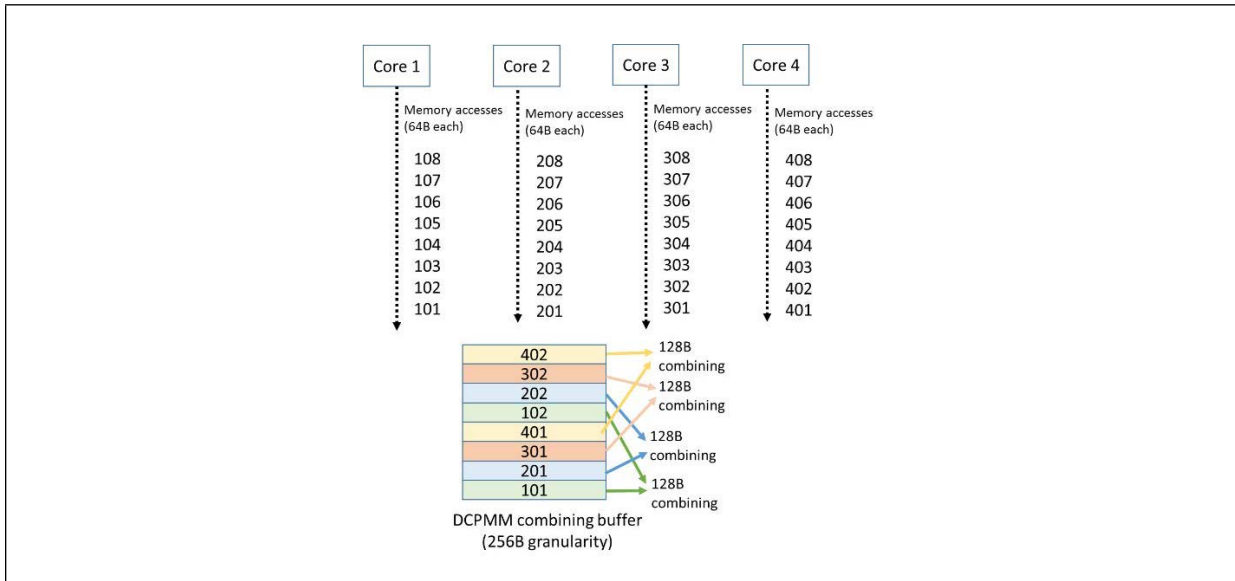 Core 1
Core 2
Core 3
Core 4
Memory accesses
(64B each)
Memory accesses
(64B each)
Memory accesses
(64B each)
Memory accesses
(64B each)
108
107
106
105
104
103
102
101
208
207
206
205
204
203
202
201
308
307
306
305
304
303
302
301
408
407
406
405
404
403
402
401
402
302
202
102
401
301
201
101
128B
combining
128B
combining
128B
combining
128B
combining
DCPMM combining buffer
(256B granularity)